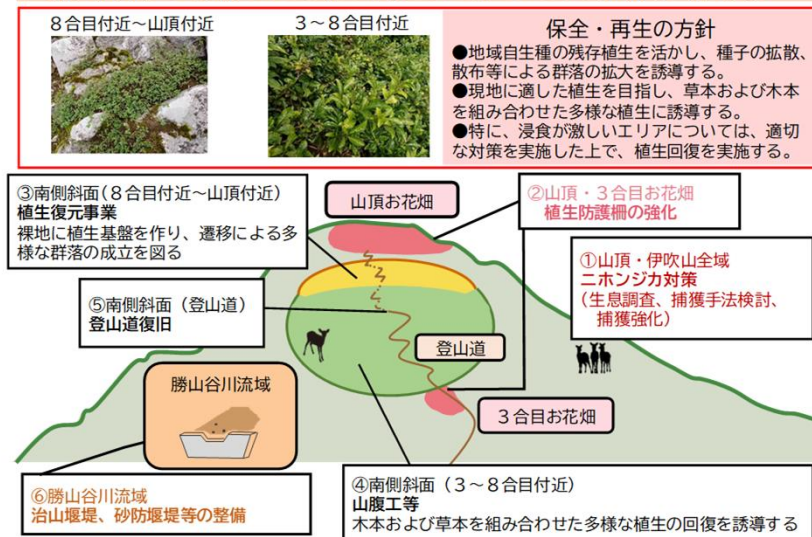 8合目付近～山頂付近
3～8合目付近
保全・再生の方針
●地域自生種の残存植生を活かし、種子の拡散、
散布等による群落の拡大を誘導する。
●現地に適した植生を目指し、草本および木本
を組み合わせた多様な植生に誘導する。
●特に、浸食が激しいエリアについては、適切
な対策を実施した上で、植生回復を実施する。
③南側斜面(8合目付近～山頂付近)
植生復元事業
裸地に植生基盤を作り、遷移による多
様な群落の成立を図る
山頂お花畑
②山頂・3合目お花畑
植生防護柵の強化
①山頂・伊吹山全域
ニホンジカ対策
(生息調査、捕獲手法検討、
捕獲強化)
⑤南側斜面(登山道)
登山道復旧
登山道
勝山谷川流域
3合目お花畑
⑥勝山谷川流域
治山堰堤、砂防堰堤等の整備
④南側斜面(3～8合目付近)
山腹工等
木本および草本を組み合わせた多様な植生の回復を誘導する